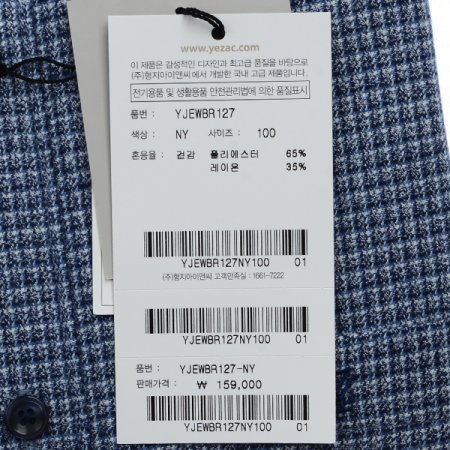 www.yezac.com
이 제품은 감성적인 디자인과 최고급 품질을 바탕으로
(주)형지아이앤씨에서 개발한 국내 고급 제품입니다.
전기용품 및 생활용품 안전관리법에 의한 품질표시
품번 : YJEWBR127
색상 : NY 사이즈 : 100
혼용율 : 겉감 폴리에스터 65%
레이온 35%
YJEWBR127NY100 01
(주)형지아이앤씨 고객만족실 : 1661-7222
YJEWBR127NY100 01
품번 : YJEWBR127-NY
판매가격 : ₩ 159,000
YJEWBR127NY100 01